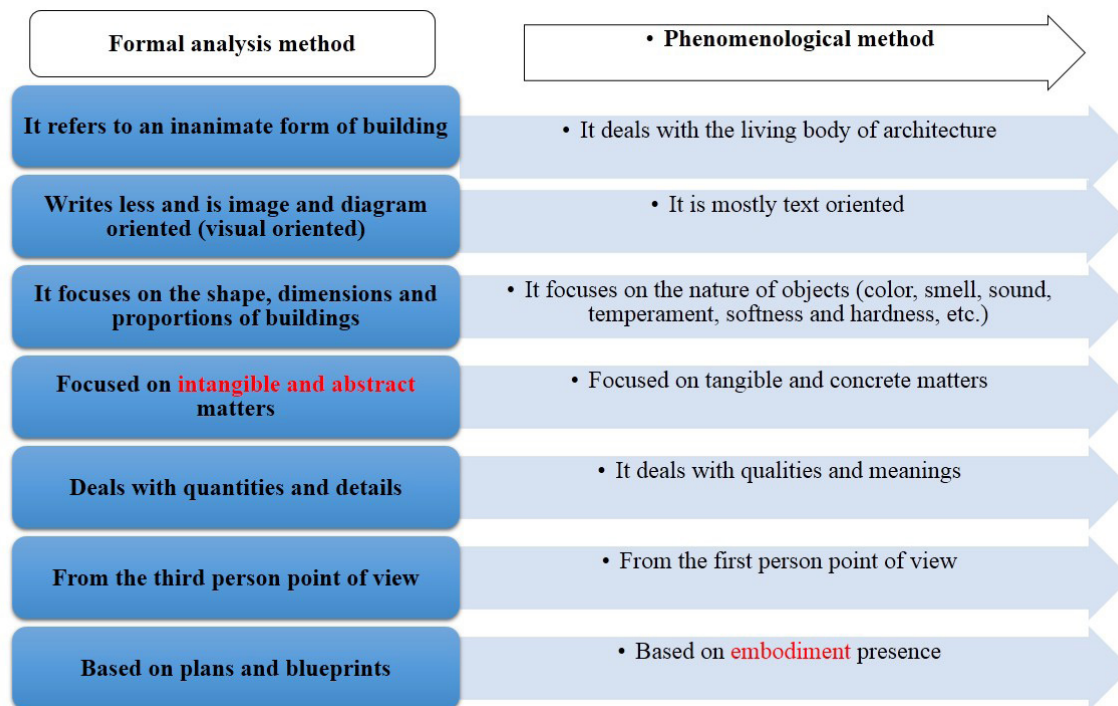 Formal analysis method
• Phenomenological method
It refers to an inanimate form of building
• It deals with the living body of architecture
Writes less and is image and diagram
oriented (visual oriented)
• It is mostly text oriented
It focuses on the shape, dimensions and
proportions of buildings
• It focuses on the nature of objects (color, smell, sound,
temperament, softness and hardness, etc.)
Focused on intangible and abstract
matters
• Focused on tangible and concrete matters
Deals with quantities and details
• It deals with qualities and meanings
From the third person point of view
• From the first person point of view
Based on plans and blueprints
• Based on embodiment presence